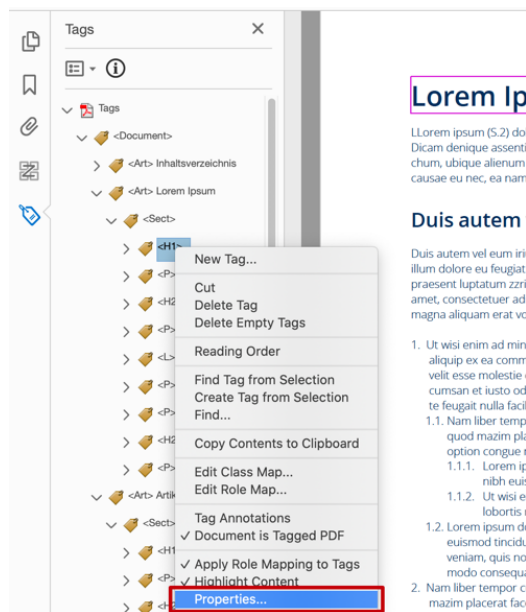 Tags
Tags
<Document>
<Art> Inhaltsverzeichnis
<Art> Lorem Ipsum
<Sect>
<H1>
<P>
<H2
<P>
<L>
<P>
<P>
<H2
<P>
<Art> Artik
<Sect>
<H1
<P>
<H2
New Tag...
Cut
Delete Tag
Delete Empty Tags
Reading Order
Find Tag from Selection
Create Tag from Selection
Find...
Copy Contents to Clipboard
Edit Class Map...
Edit Role Map...
Tag Annotations
✓ Document is Tagged PDF
✓ Apply Role Mapping to Tags
✓ Highlight Content
Properties...
Lorem Ip
LLorem ipsum (S.2) do
Dicam denique assenti
chum, ubique alienum
causae eu nec, ea nam
Duis autem
Duis autem vel eum iri
illum dolore eu feugiat
praesent luptatum zzri
amet, consectetuer ad
magna aliquam erat vo
1. Ut wisi enim ad min
aliquip ex ea comm
velit esse molestie
cumsan et iusto od
te feugait nulla facil
1.1. Nam liber temp
quod mazim pla
option congue
1.1.1. Lorem ip
nibh euis
1.1.2. Ut wisi e
lobortis
1.2. Lorem ipsum do
euismod tincidu
veniam, quis no
modo consequa
2. Nam liber tempor c
mazim placerat fac